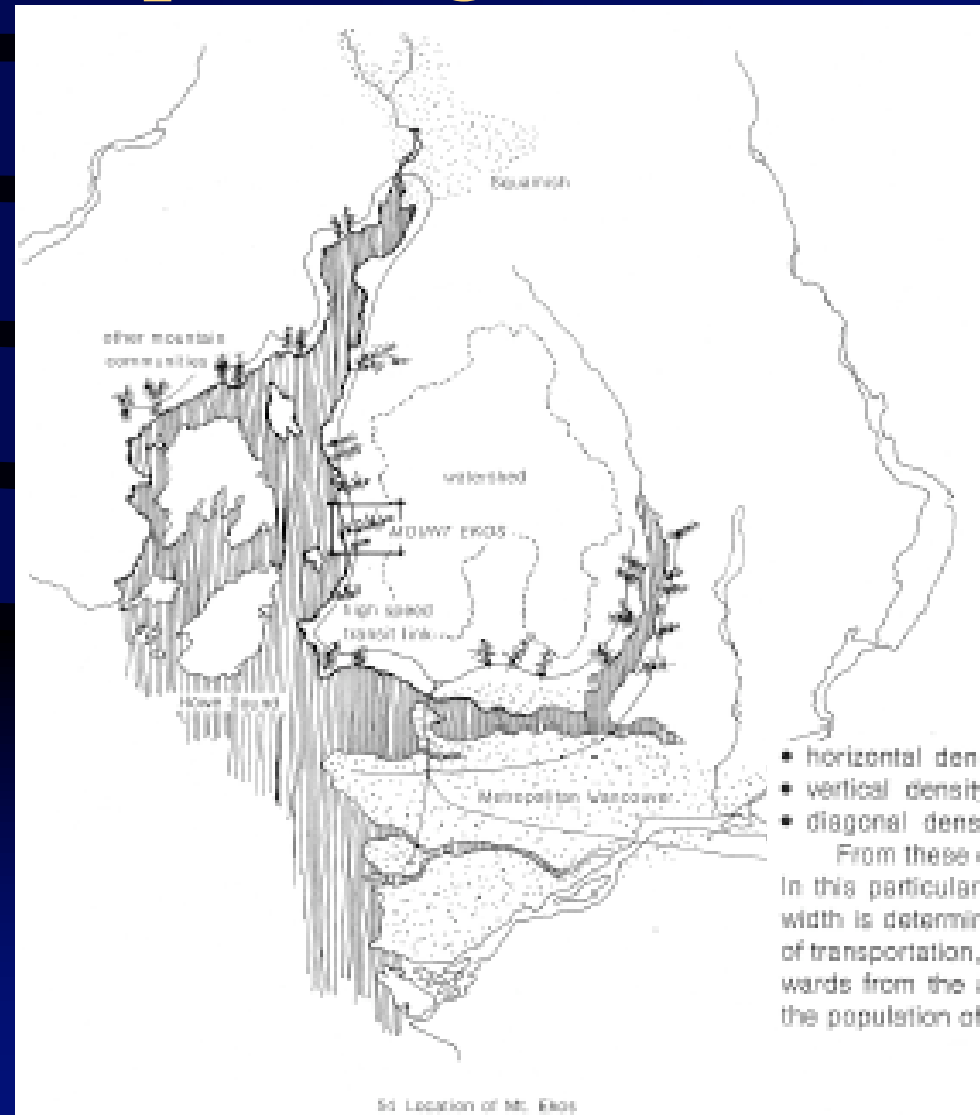 Squamish
other mountain
communities
watershed
MOUNT EKOS
high speed
transit link
Howe Sound
Metropolitan Vancouver
• horizontal den
• vertical density
• diagonal dens
From these
In this particular
width is determin
of transportation,
wards from the
the population of
Location of Mt. Ekos